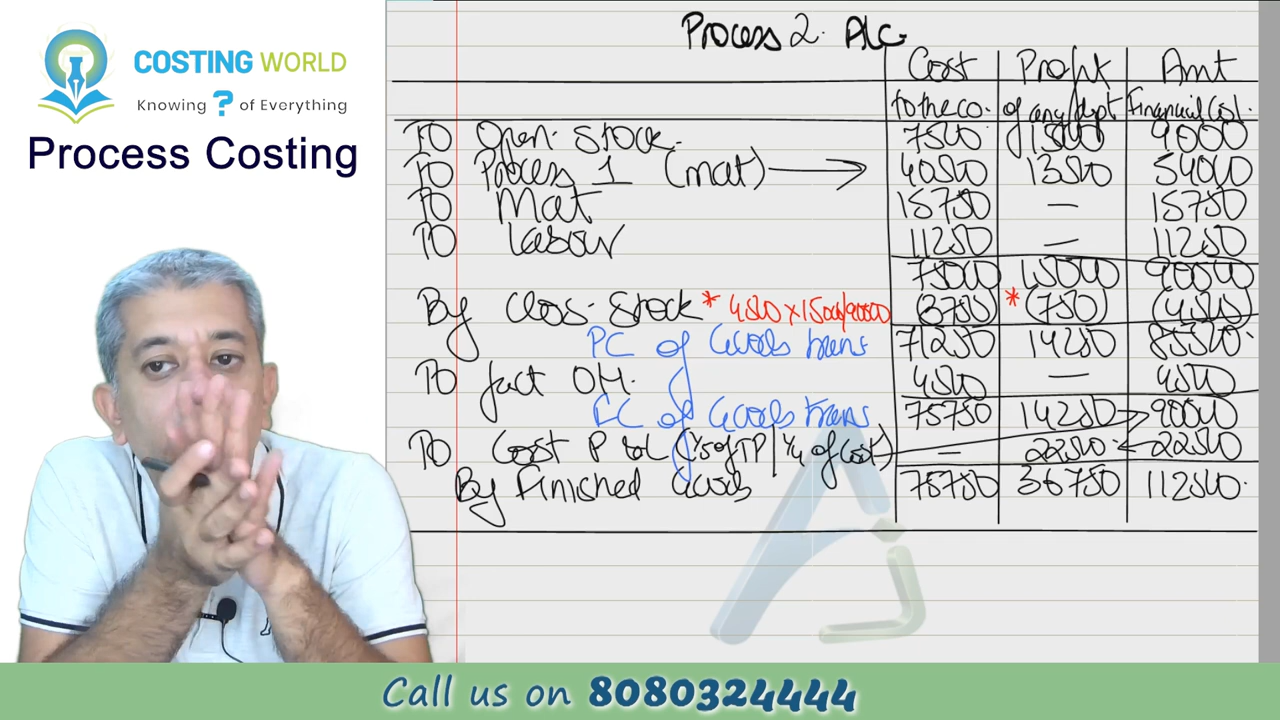 COSTING WORLD
Knowing ? of Everything
Process Costing
Process 2 A/c
Cost Profit Amt
to the co. of any dept Financial Cost.
To Open. Stock. 7500 1500 9000
To Process 1 (mat) → 40500 13500 54000
To Mat 15750 — 15750
To Labour 11250 — 11250
75000 15000 90000
By Clos. Stock * 4500 x 15000/90000 (3750) * (750) (4500)
PC of Goods trans 71250 14250 85500
To fact OH. 4500 — 4500
FC of Goods trans 75750 14250 90000
To Cost P & L (1/5 of TP | 1/4 of Cost) — 22500 22500
By Finished Goods 75750 36750 112500
Call us on 8080324444